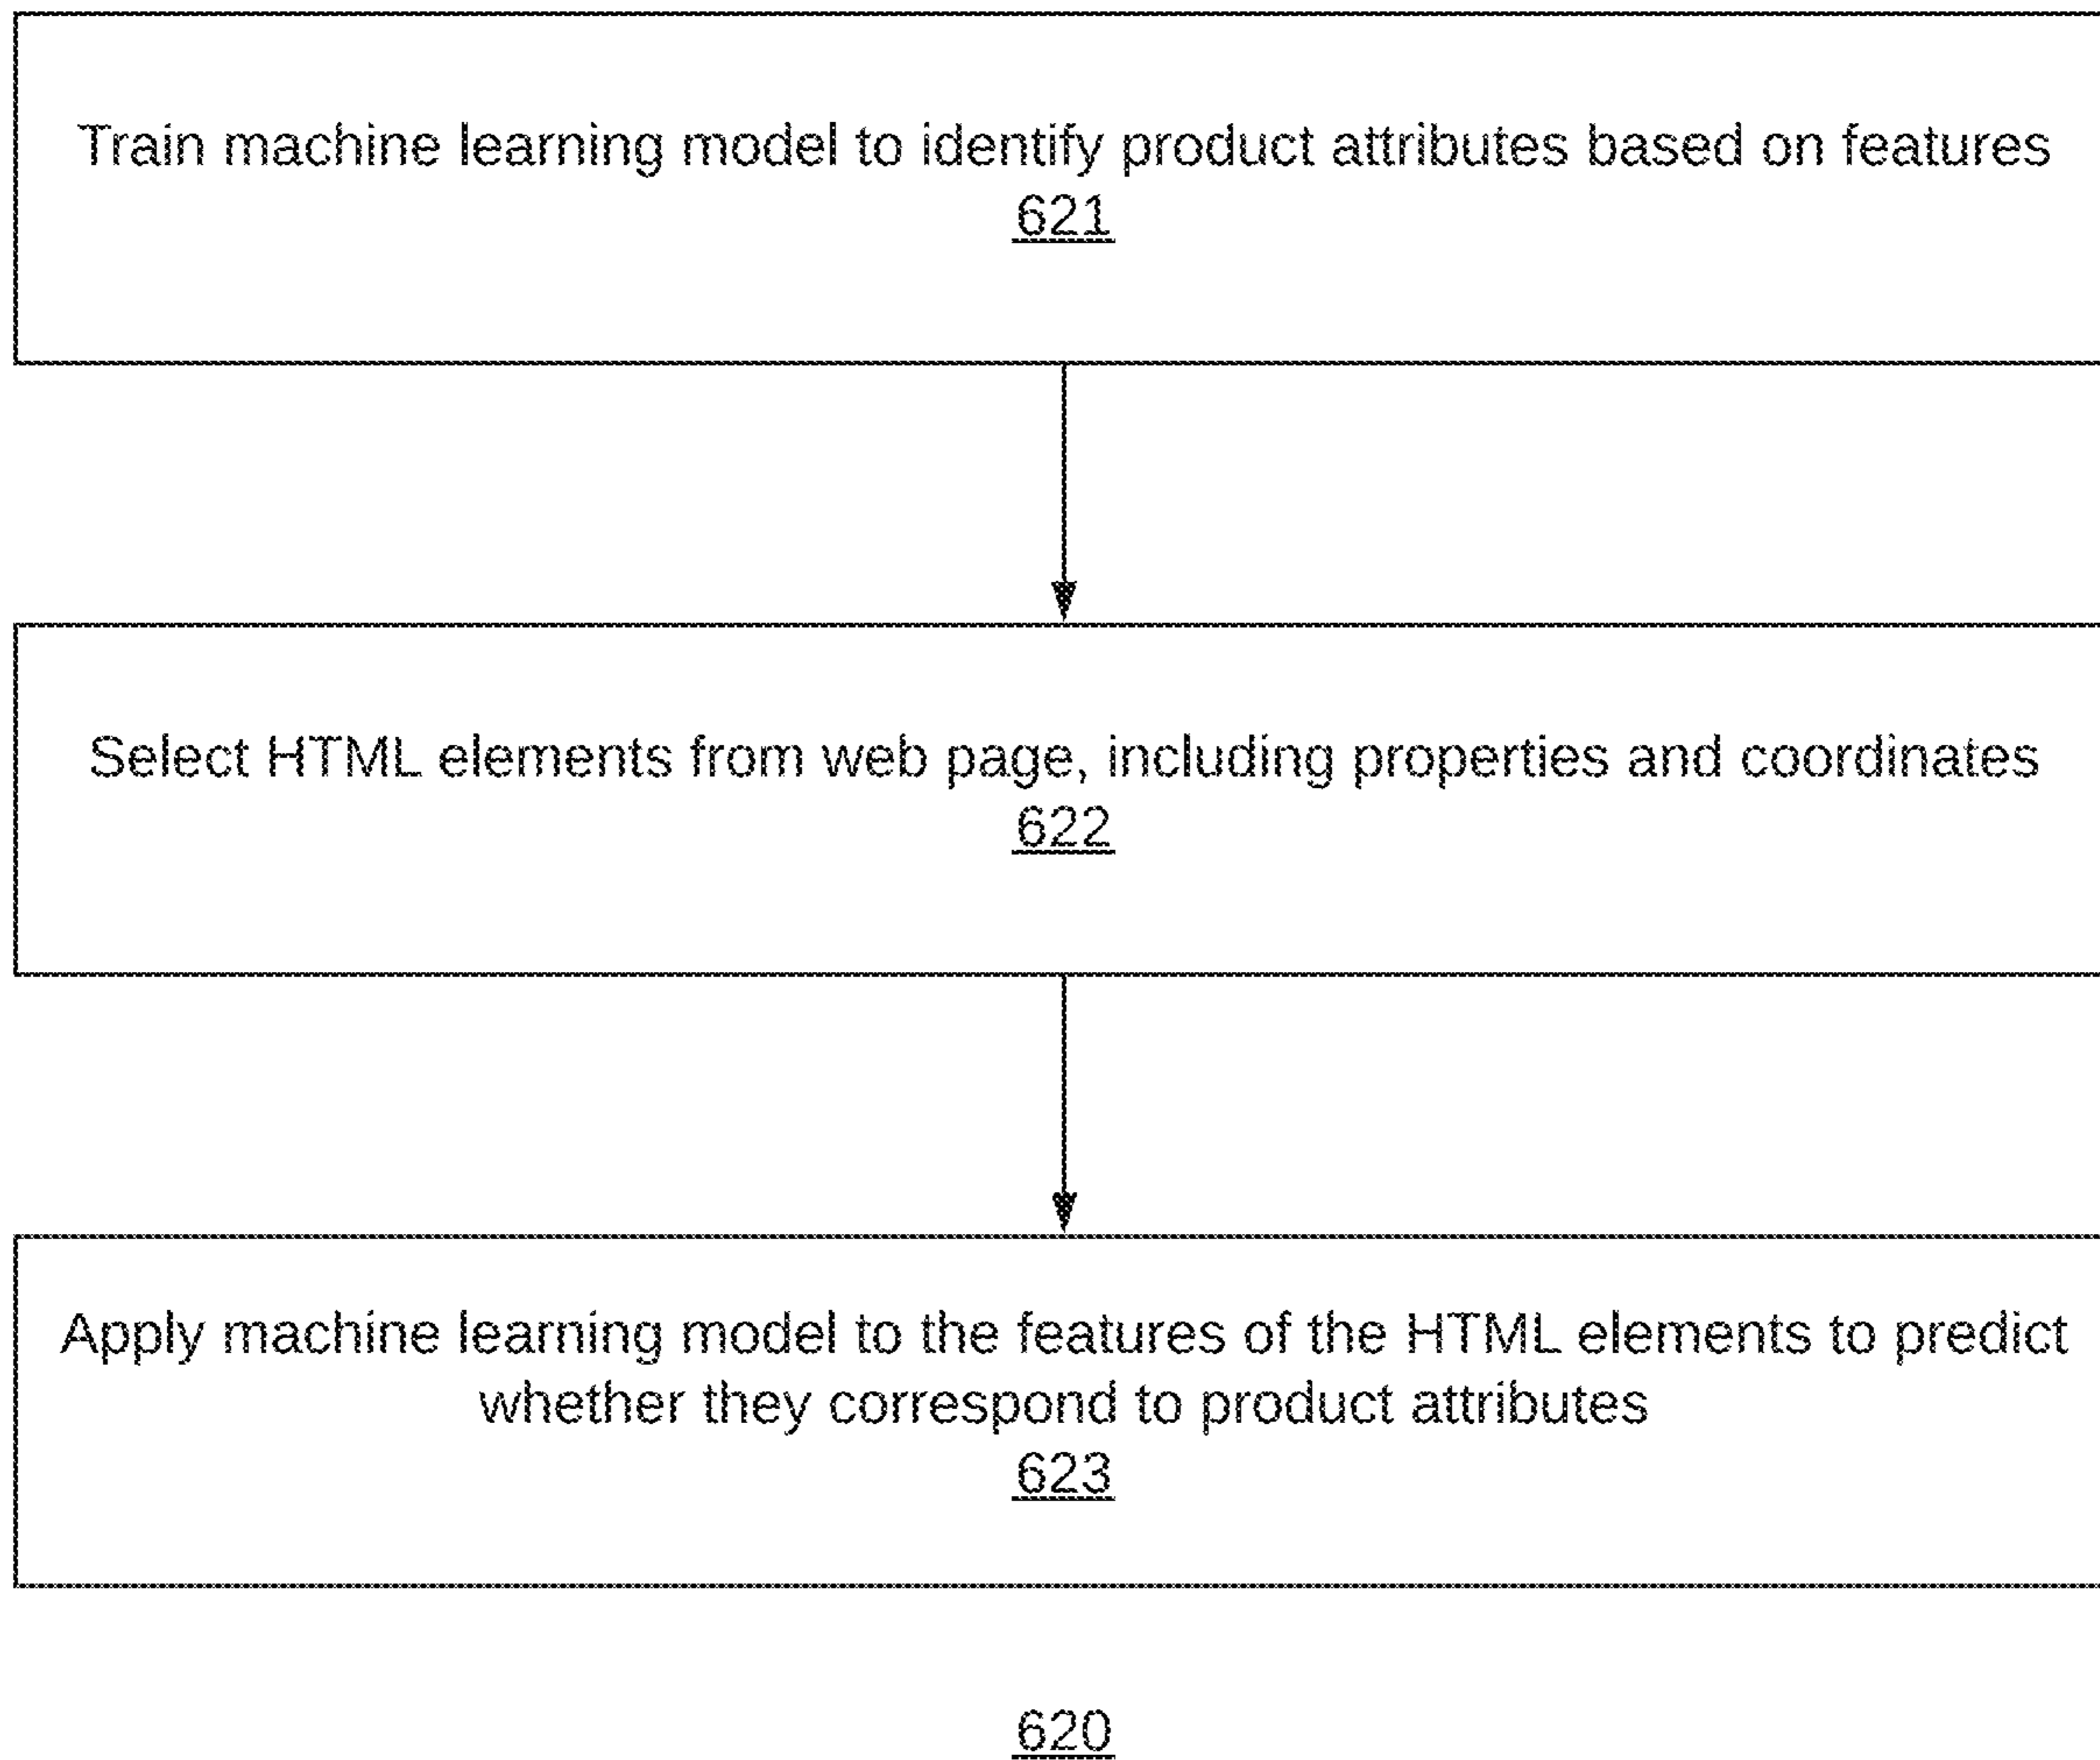 Train machine learning model to identify product attributes based on features
621
Select HTML elements from web page, including properties and coordinates
622
Apply machine learning model to the features of the HTML elements to predict
whether they correspond to product attributes
623
620